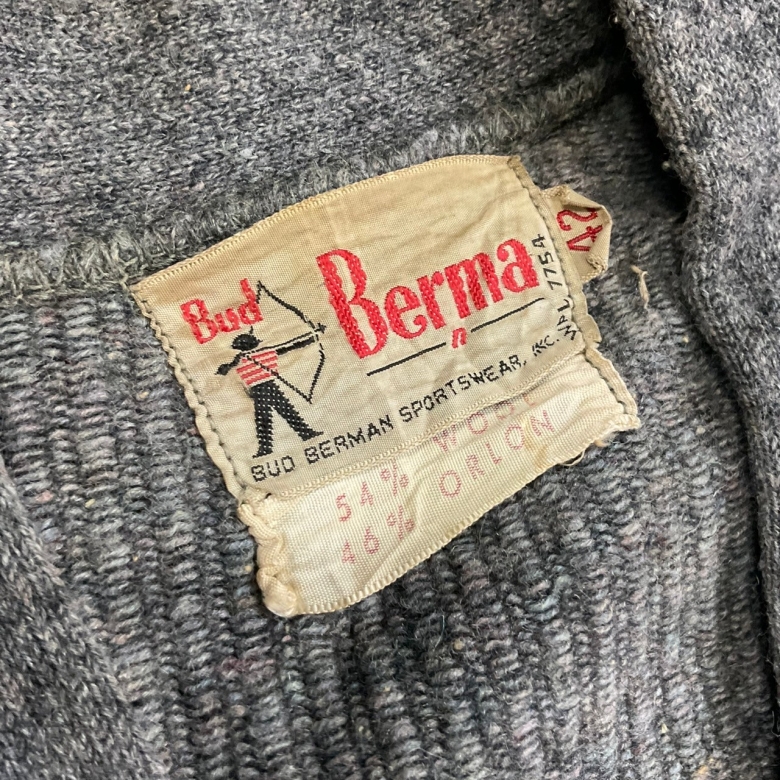 Bud Berma
n
BUD BERMAN SPORTSWEAR, INC.
WPL 7754
42
54% WOOL
46% ORLON